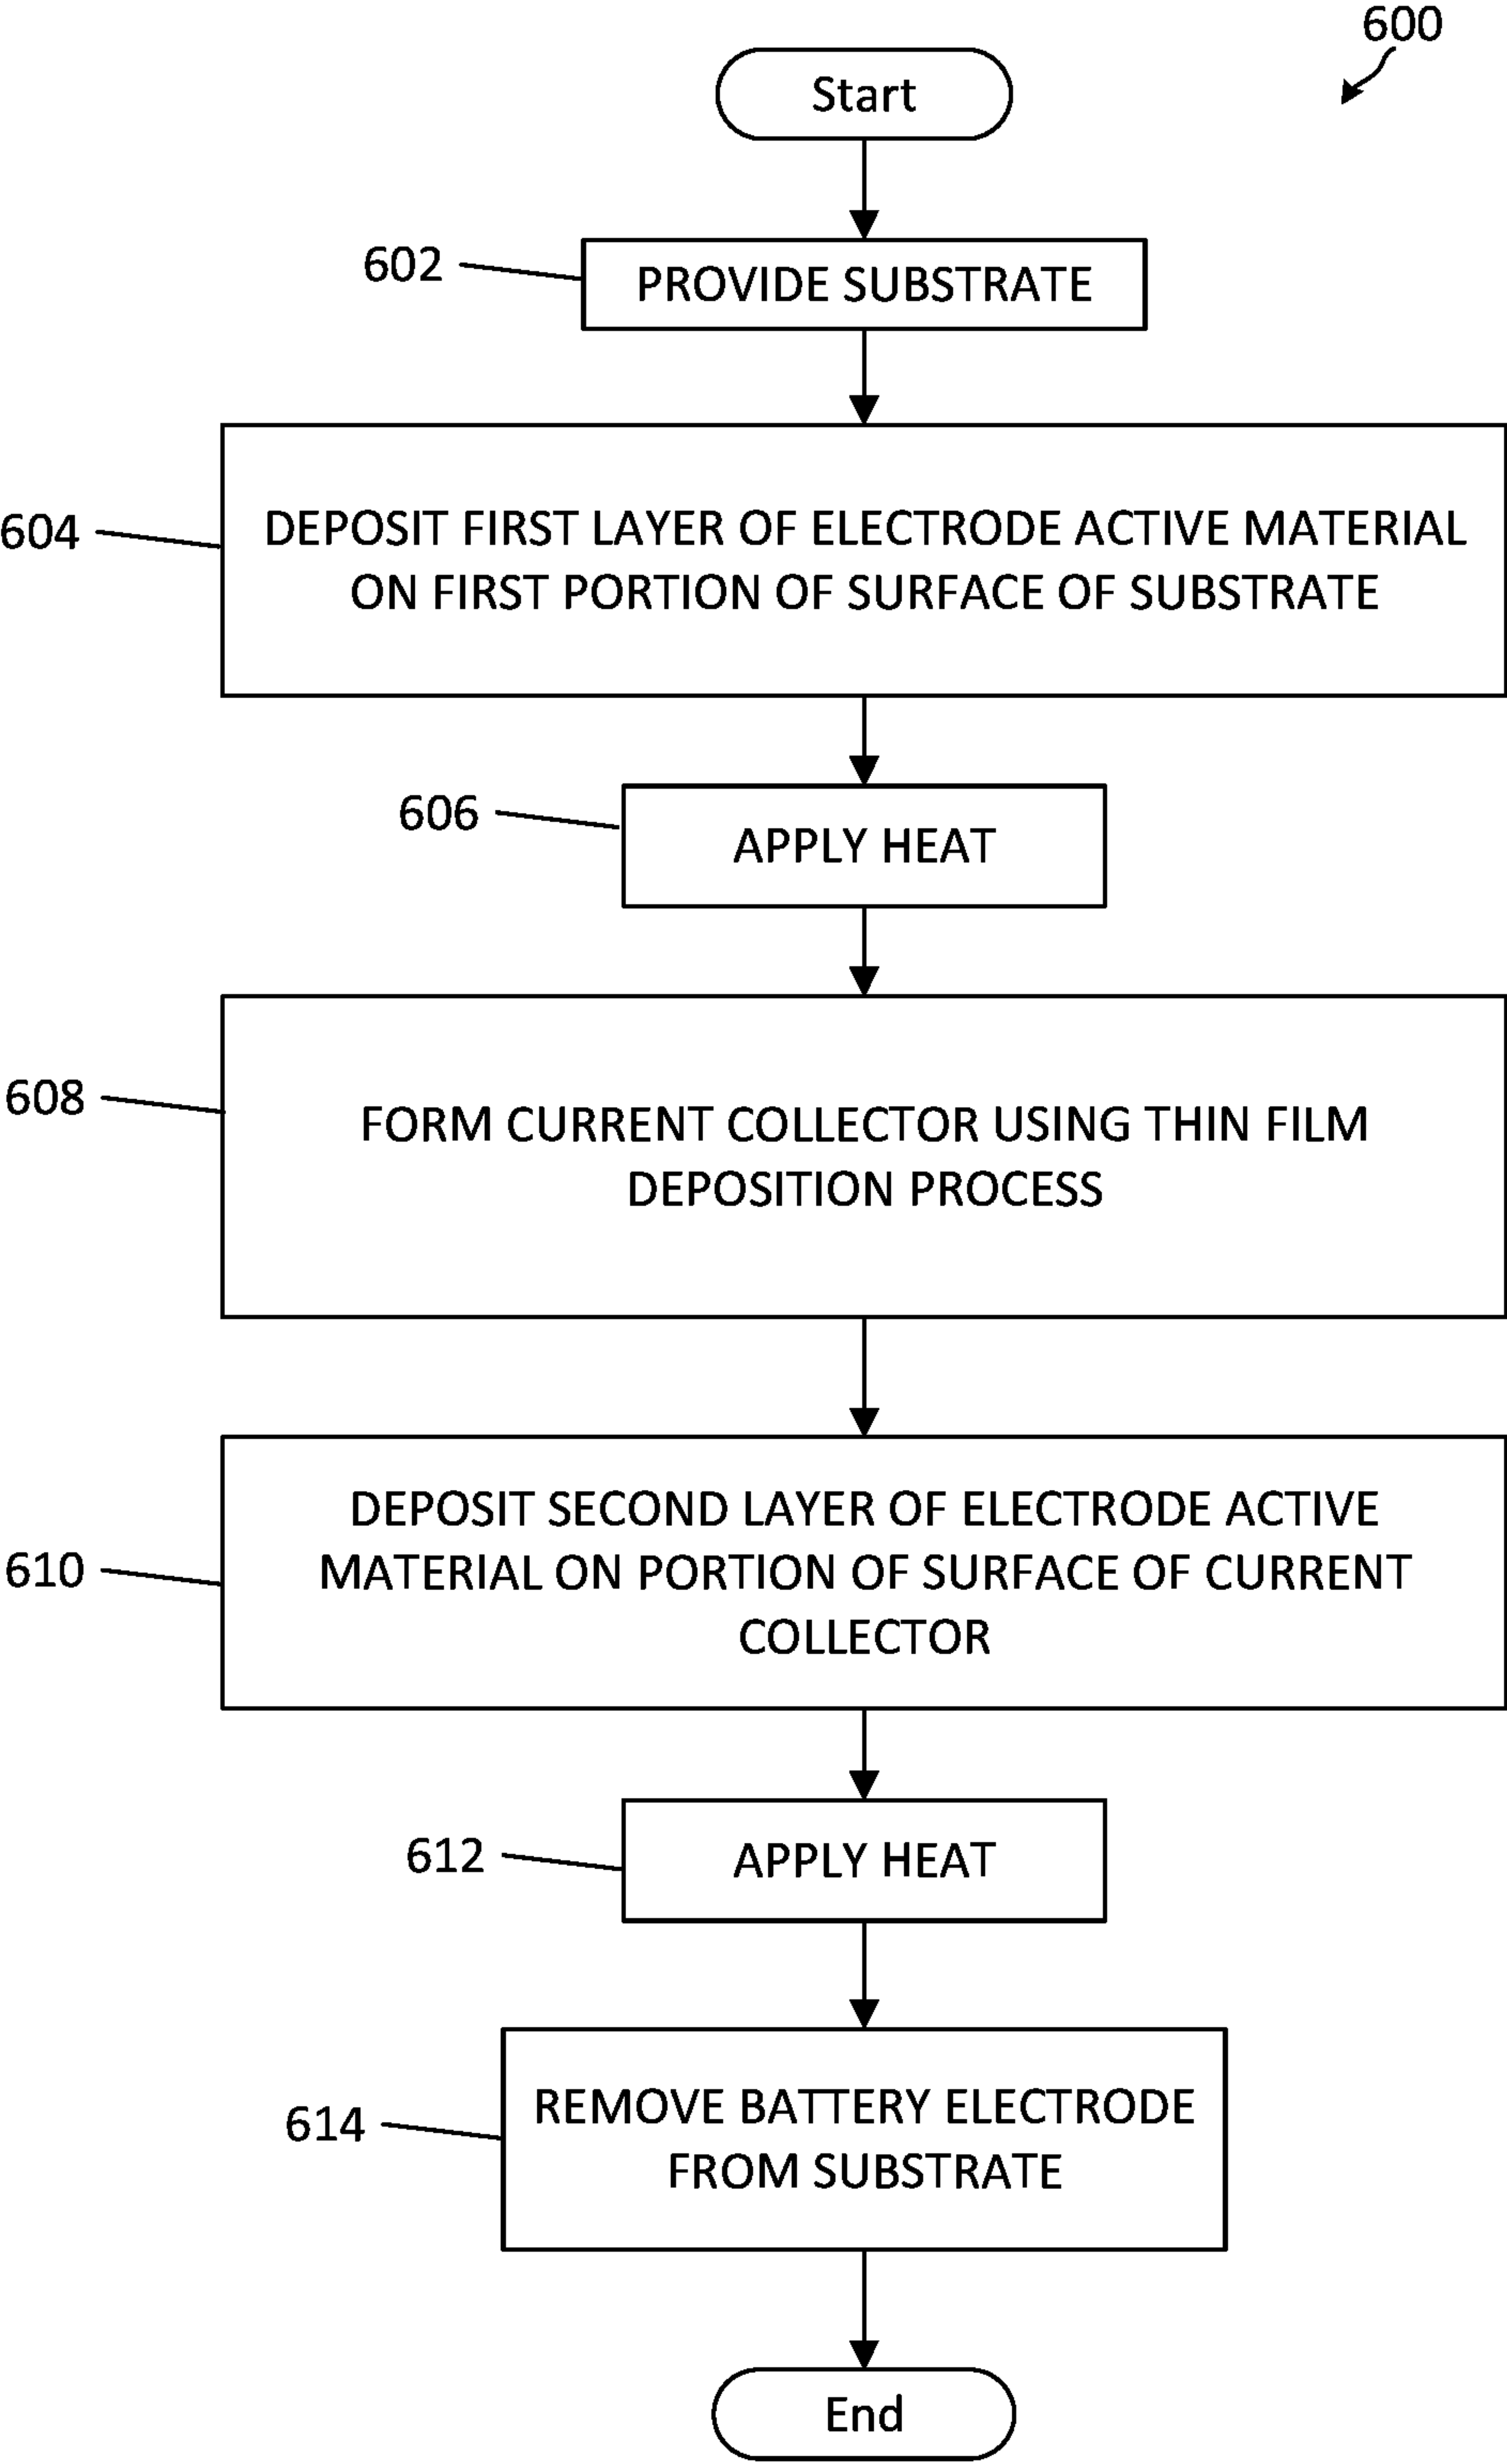 600
Start
602
PROVIDE SUBSTRATE
604
DEPOSIT FIRST LAYER OF ELECTRODE ACTIVE MATERIAL
ON FIRST PORTION OF SURFACE OF SUBSTRATE
606
APPLY HEAT
608
FORM CURRENT COLLECTOR USING THIN FILM
DEPOSITION PROCESS
610
DEPOSIT SECOND LAYER OF ELECTRODE ACTIVE
MATERIAL ON PORTION OF SURFACE OF CURRENT
COLLECTOR
612
APPLY HEAT
614
REMOVE BATTERY ELECTRODE
FROM SUBSTRATE
End